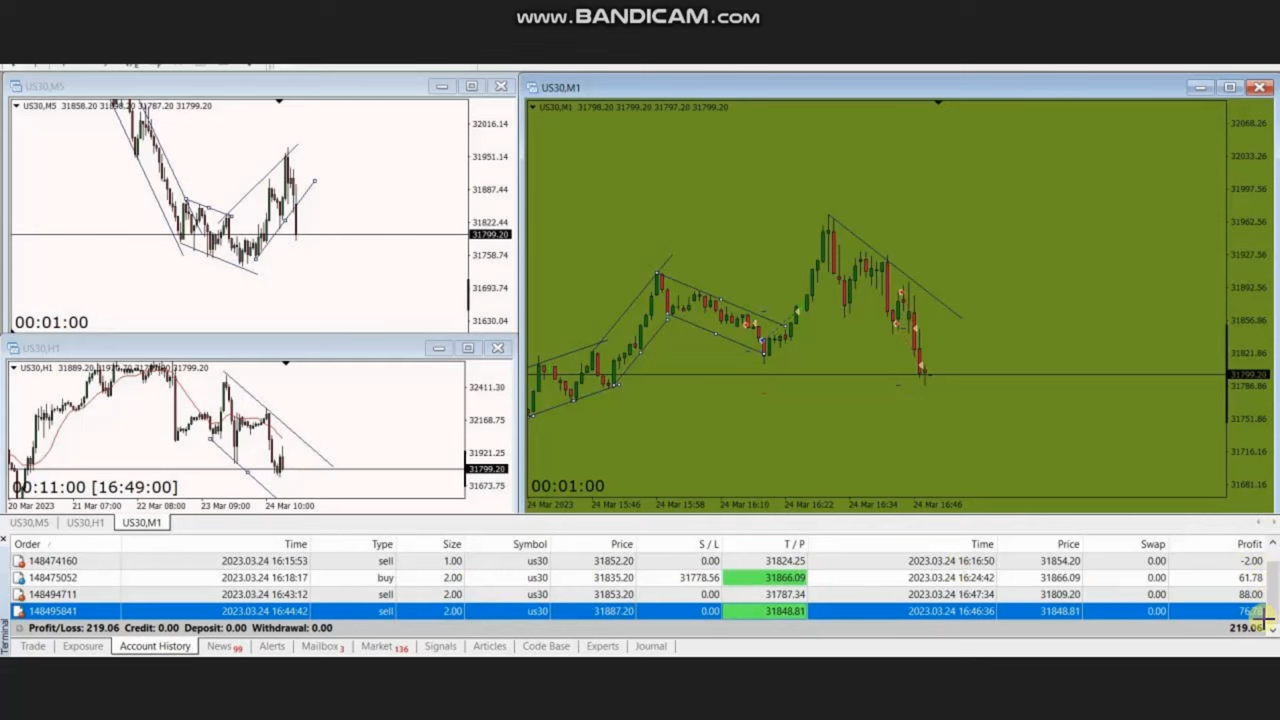 www.BANDICAM.com
US30,M5
US30,M5 31858.20 31787.20 31799.20
32016.14
31951.14
31887.44
31822.44
31799.20
31758.74
31693.74
31630.04
00:01:00
US30,H1
US30,H1 31889.20 31799.20
32411.30
32168.75
31921.25
31799.20
31673.75
00:11:00 [16:49:00]
20 Mar 2023 21 Mar 07:00 22 Mar 08:00 23 Mar 09:00 24 Mar 10:00
US30,M1
US30,M1 31798.20 31799.20 31797.20 31799.20
32068.26
32033.26
31997.56
31962.56
31927.56
31892.56
31856.86
31821.86
31799.20
31786.86
31751.86
31716.16
31681.16
00:01:00
24 Mar 2023 24 Mar 15:46 24 Mar 15:58 24 Mar 16:10 24 Mar 16:22 24 Mar 16:34 24 Mar 16:46
US30,M5 US30,H1 US30,M1
Order Time Type Size Symbol Price S / L T / P Time Price Swap Profit
148474160 2023.03.24 16:15:53 sell 1.00 us30 31852.20 0.00 31824.25 2023.03.24 16:16:50 31854.20 0.00 -2.00
148475052 2023.03.24 16:18:17 buy 2.00 us30 31835.20 31778.56 31866.09 2023.03.24 16:24:42 31866.09 0.00 61.78
148494711 2023.03.24 16:43:12 sell 2.00 us30 31853.20 0.00 31787.34 2023.03.24 16:47:34 31809.20 0.00 88.00
148495841 2023.03.24 16:44:42 sell 2.00 us30 31887.20 0.00 31848.81 2023.03.24 16:46:36 31848.81 0.00
Profit/Loss: 219.06 Credit: 0.00 Deposit: 0.00 Withdrawal: 0.00 219.06
Terminal
Trade Exposure Account History News 99 Alerts Mailbox 3 Market 136 Signals Articles Code Base Experts Journal